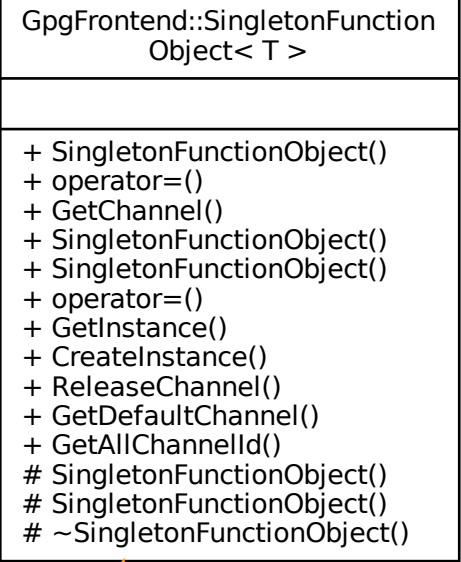 GpgFrontend::SingletonFunction
Object< T >
+ SingletonFunctionObject()
+ operator=()
+ GetChannel()
+ SingletonFunctionObject()
+ SingletonFunctionObject()
+ operator=()
+ GetInstance()
+ CreateInstance()
+ ReleaseChannel()
+ GetDefaultChannel()
+ GetAllChannelId()
# SingletonFunctionObject()
# SingletonFunctionObject()
# ~SingletonFunctionObject()